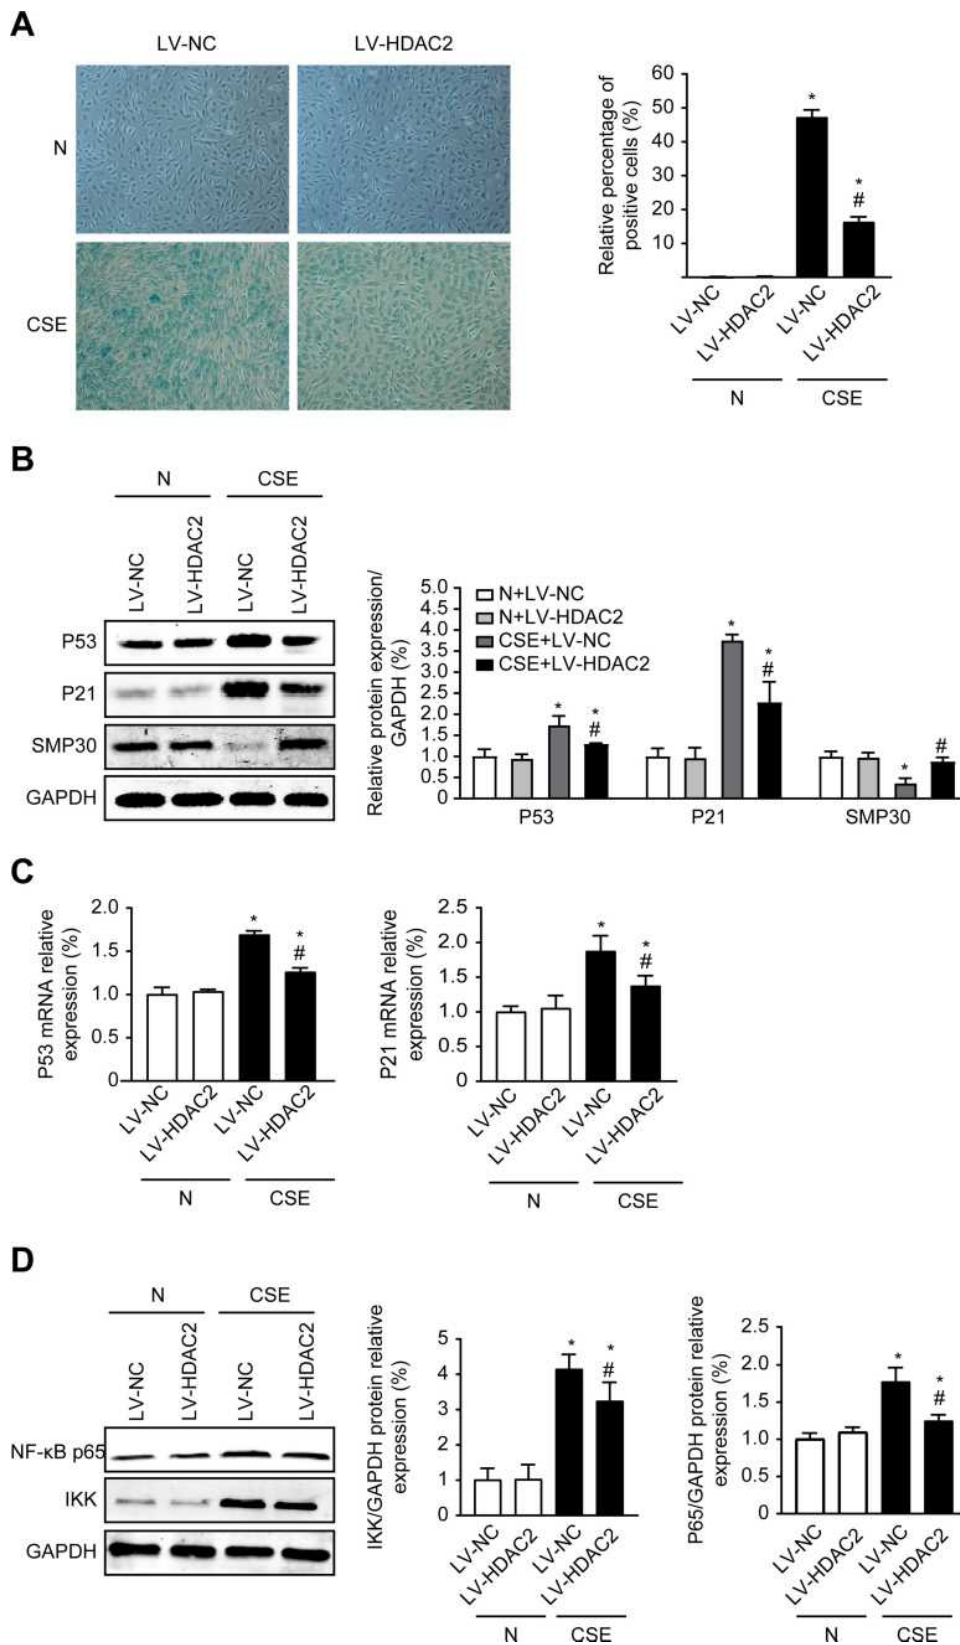 A
LV-NC LV-HDAC2
N
CSE
Relative percentage of
positive cells (%)
60
50
40
30
20
10
*
*
#
LV-NC
LV-HDAC2
LV-NC
LV-HDAC2
N CSE
B
N CSE
LV-NC
LV-HDAC2
LV-NC
LV-HDAC2
P53
P21
SMP30
GAPDH
Relative protein expression/
GAPDH (%)
5.0
4.5
4.0
3.5
3.0
2.5
2.0
1.5
1.0
0.5
0
N+LV-NC
N+LV-HDAC2
CSE+LV-NC
CSE+LV-HDAC2
*
*
#
*
*
#
*
#
P53 P21 SMP30
C
P53 mRNA relative
expression (%)
2.0
1.5
1.0
0.5
0
*
*
#
LV-NC
LV-HDAC2
LV-NC
LV-HDAC2
N CSE
P21 mRNA relative
expression (%)
2.5
2.0
1.5
1.0
0.5
0
*
*
#
LV-NC
LV-HDAC2
LV-NC
LV-HDAC2
N CSE
D
N CSE
LV-NC
LV-HDAC2
LV-NC
LV-HDAC2
NF-κB p65
IKK
GAPDH
IKK/GAPDH protein relative
expression (%)
5
4
3
2
1
0
*
*
#
LV-NC
LV-HDAC2
LV-NC
LV-HDAC2
N CSE
P65/GAPDH protein relative
expression (%)
2.5
2.0
1.5
1.0
0.5
0
*
*
#
LV-NC
LV-HDAC2
LV-NC
LV-HDAC2
N CSE